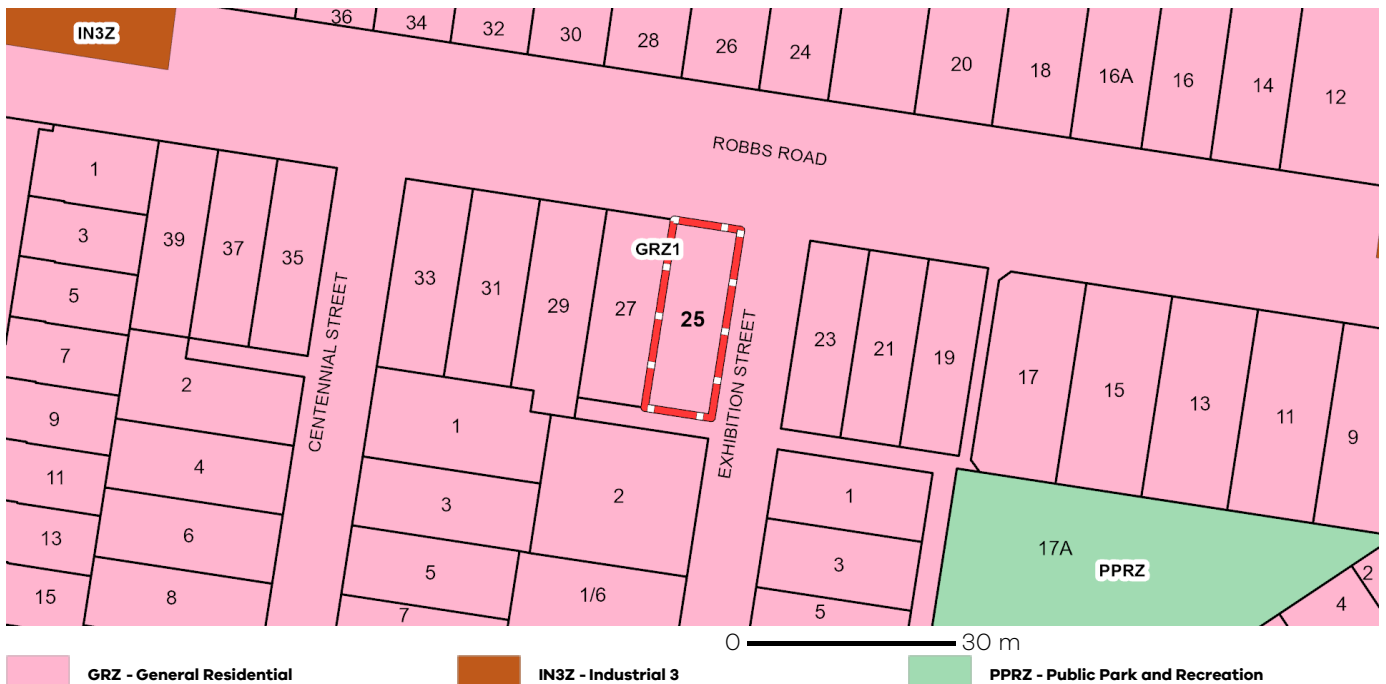 36 34 32 30 28 26 24 20 18 16A 16 14 12
IN3Z
ROBBS ROAD
1 39 37 35 33 31 29 27 25 23 21 19 17 15 13 11 9
GRZ1
3
5
7
9
11
13
15
2
4
6
8
CENTENNIAL STREET
1
3
5
7
2
1/6
EXHIBITION STREET
1
3
5
17A
PPRZ
2
4
0 30 m
GRZ - General Residential IN3Z - Industrial 3 PPRZ - Public Park and Recreation